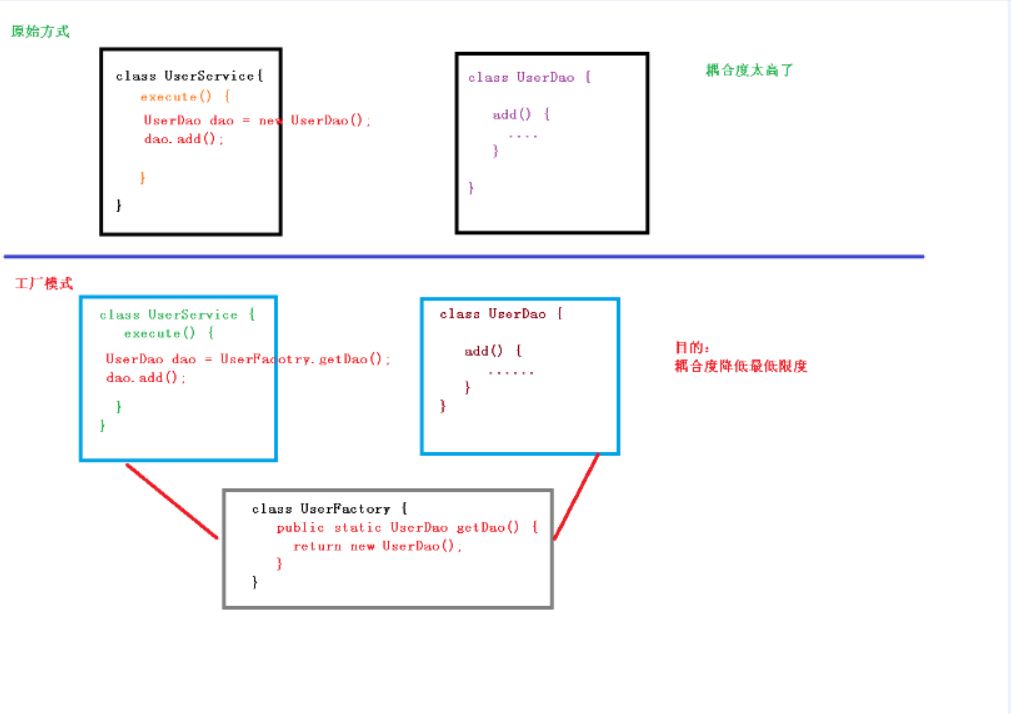 原始方式
class UserService{
execute() {
UserDao dao = new UserDao();
dao.add();
}
}
class UserDao {
add() {
....
}
}
耦合度太高了
工厂模式
class UserService {
execute() {
UserDao dao = UserFacotry.getDao();
dao.add();
}
}
class UserDao {
add() {
......
}
}
目的:
耦合度降低最低限度
class UserFactory {
public static UserDao getDao() {
return new UserDao();
}
}